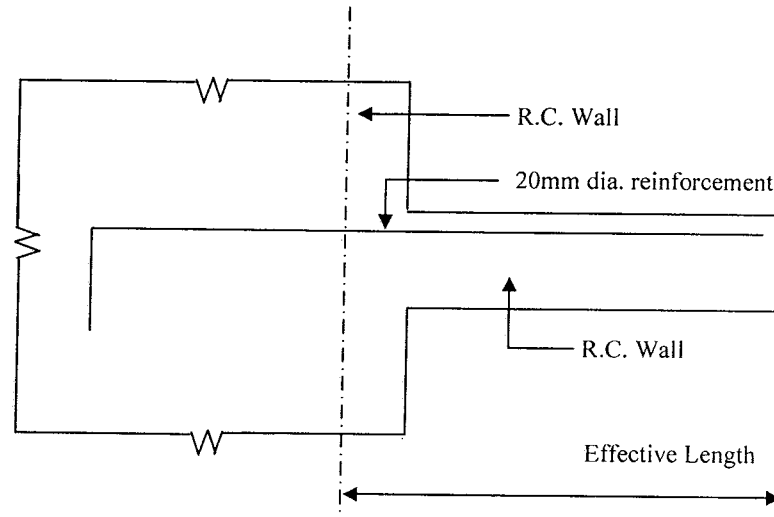 R.C. Wall
20mm dia. reinforcement
R.C. Wall
Effective Length